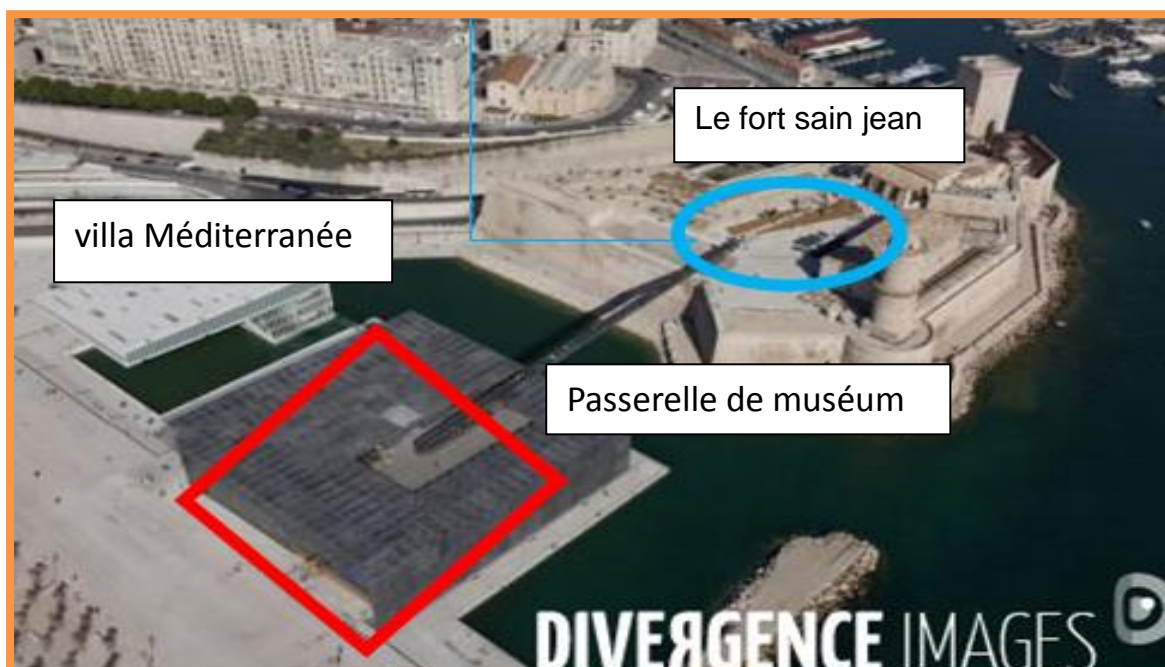 Le fort sain jean
villa Méditerranée
Passerelle de muséum
DIVERGENCE IMAGES
D